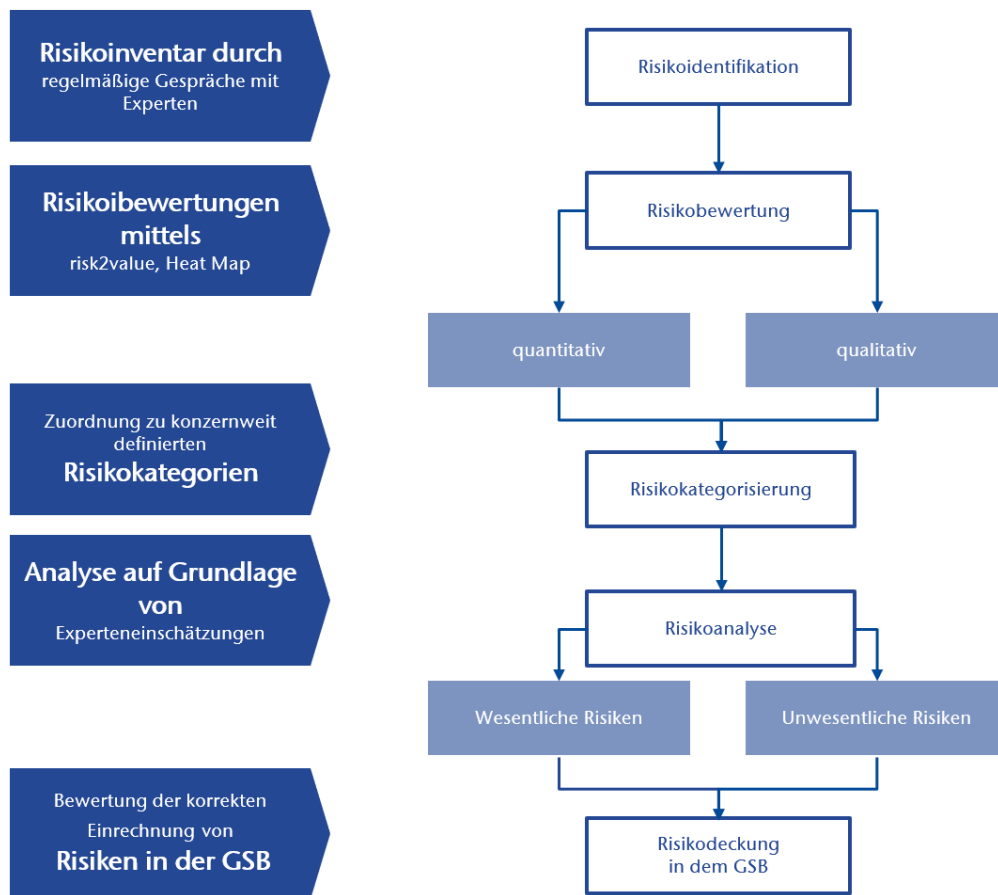 Risikoinventar durch
regelmäßige Gespräche mit
Experten
Risikoidentifikation
Risikoibewertungen
mittels
risk2value, Heat Map
Risikobewertung
quantitativ
qualitativ
Zuordnung zu konzernweit
definierten
Risikokategorien
Risikokategorisierung
Analyse auf Grundlage
von
Experteneinschätzungen
Risikoanalyse
Wesentliche Risiken
Unwesentliche Risiken
Bewertung der korrekten
Einrechnung von
Risiken in der GSB
Risikodeckung
in dem GSB